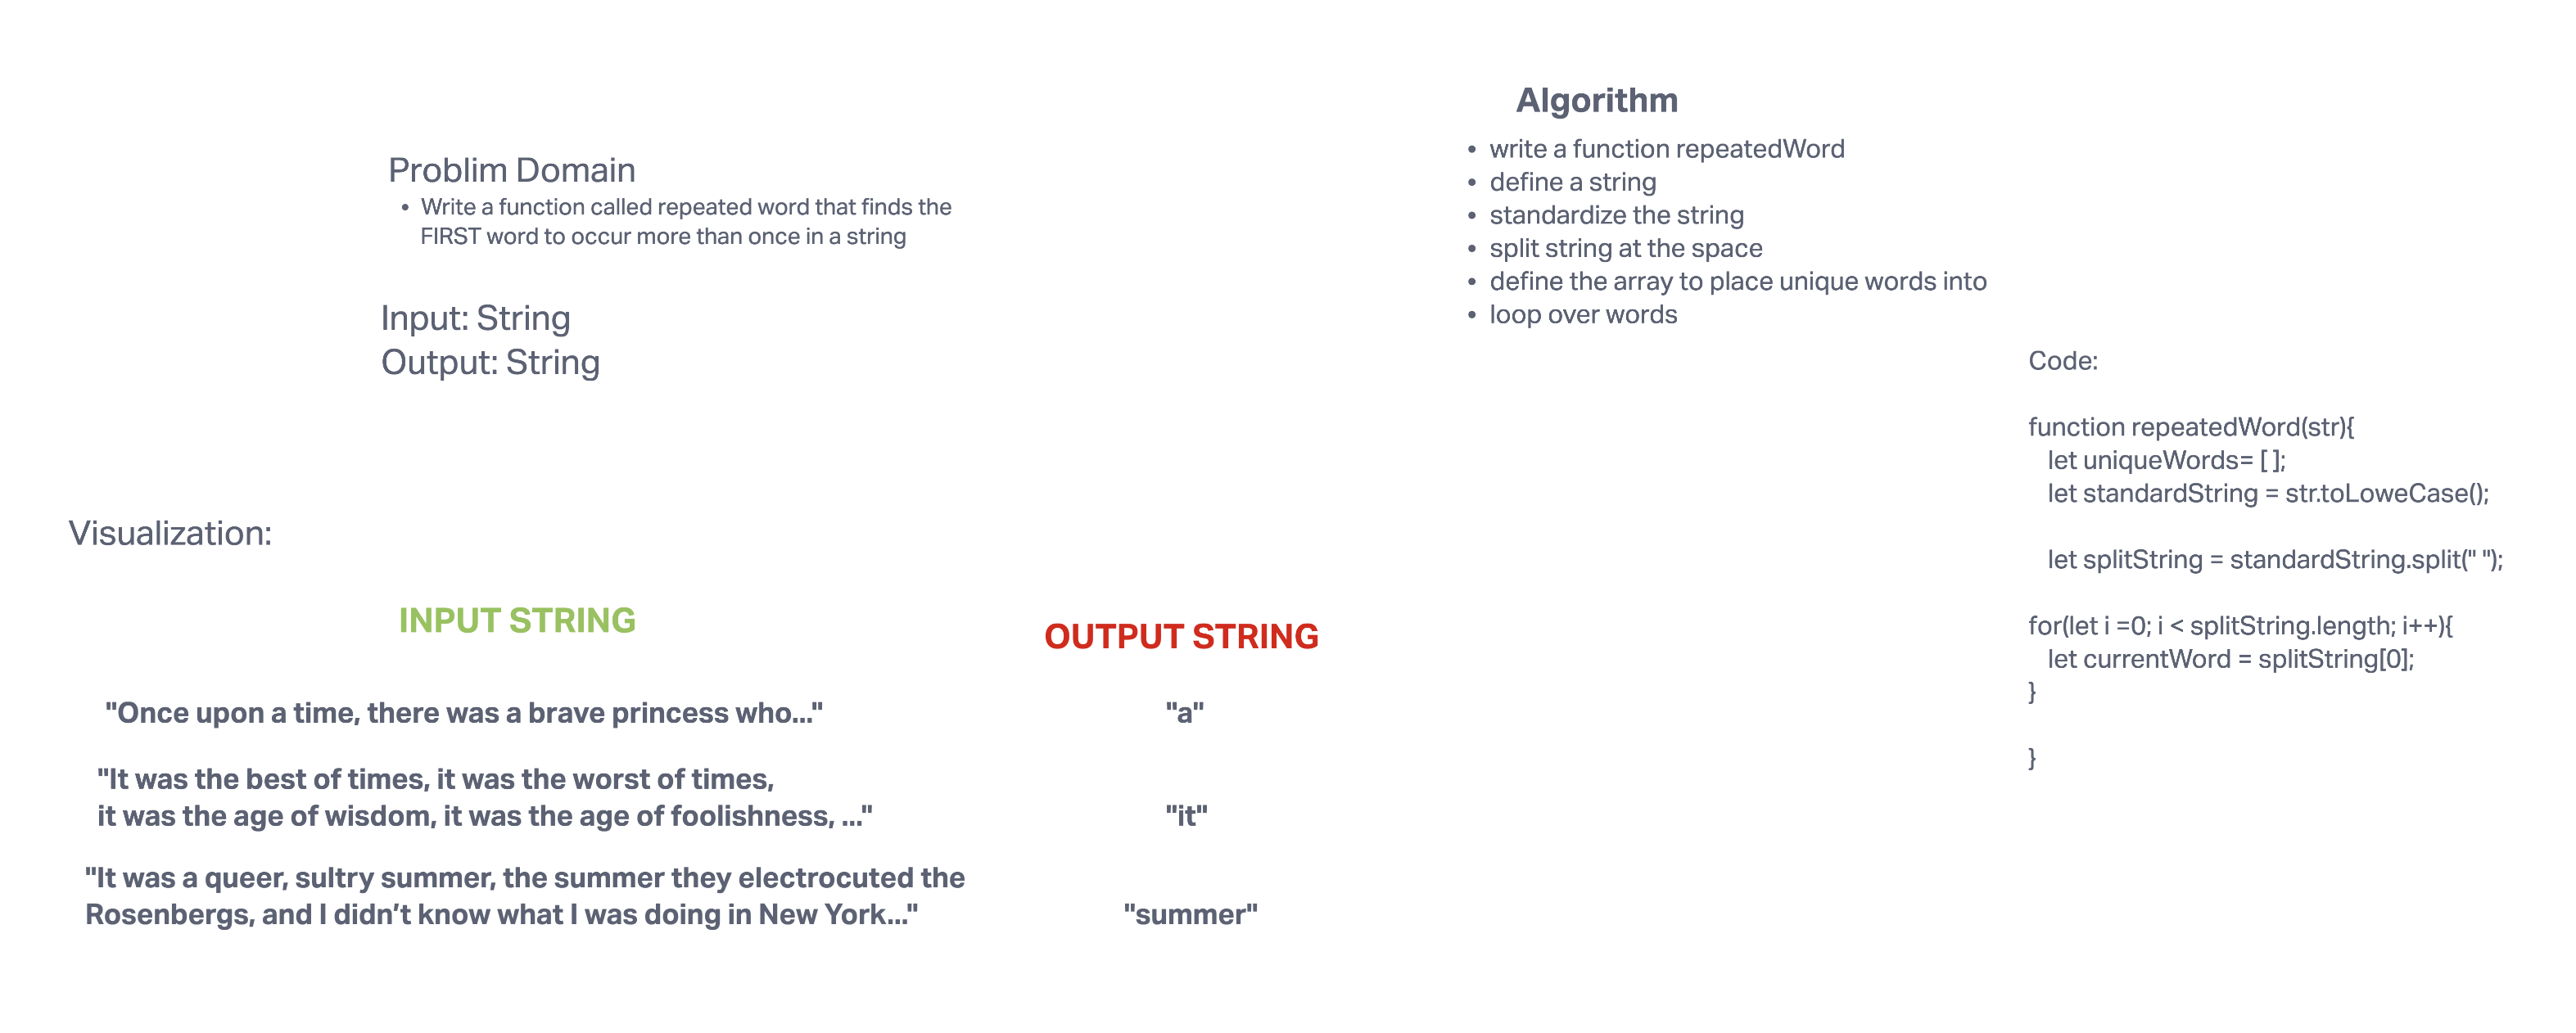 Problim Domain
• Write a function called repeated word that finds the
FIRST word to occur more than once in a string
Input: String
Output: String
Algorithm
• write a function repeatedWord
• define a string
• standardize the string
• split string at the space
• define the array to place unique words into
• loop over words
Code:
function repeatedWord(str){
let uniqueWords= [ ];
let standardString = str.toLoweCase();
let splitString = standardString.split(" ");
for(let i =0; i < splitString.length; i++){
let currentWord = splitString[0];
}
}
Visualization:
INPUT STRING
OUTPUT STRING
"Once upon a time, there was a brave princess who..."
"a"
"It was the best of times, it was the worst of times,
it was the age of wisdom, it was the age of foolishness, ..."
"it"
"It was a queer, sultry summer, the summer they electrocuted the
Rosenbergs, and I didn’t know what I was doing in New York..."
"summer"